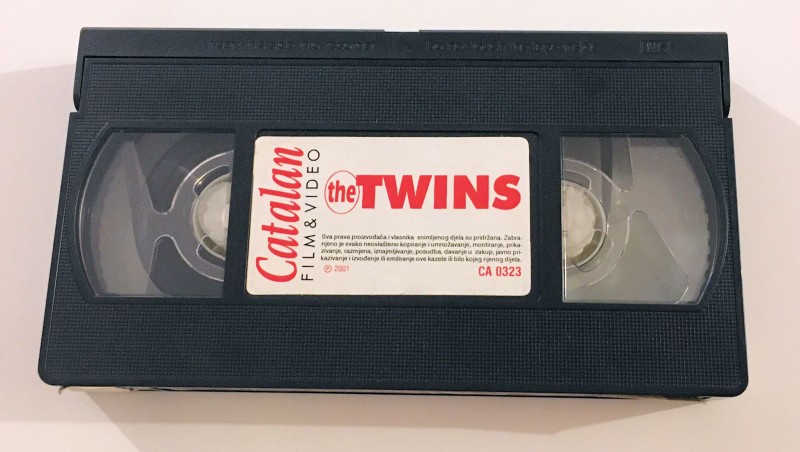 Catalan
FILM & VIDEO
the TWINS
Sva prava proizvođača i vlasnika snimljenog djela su pridržana. Zabra-
njeno je svako neovlašteno kopiranje i umnožavanje, montiranje, prika-
zivanje, razmjena, iznajmljivanje, posudba, davanje u zakup, javno pri-
kazivanje i izvođenje ili emitiranje ove kazete ili bilo kojeg njenog dijela.
℗ 2001
CA 0323